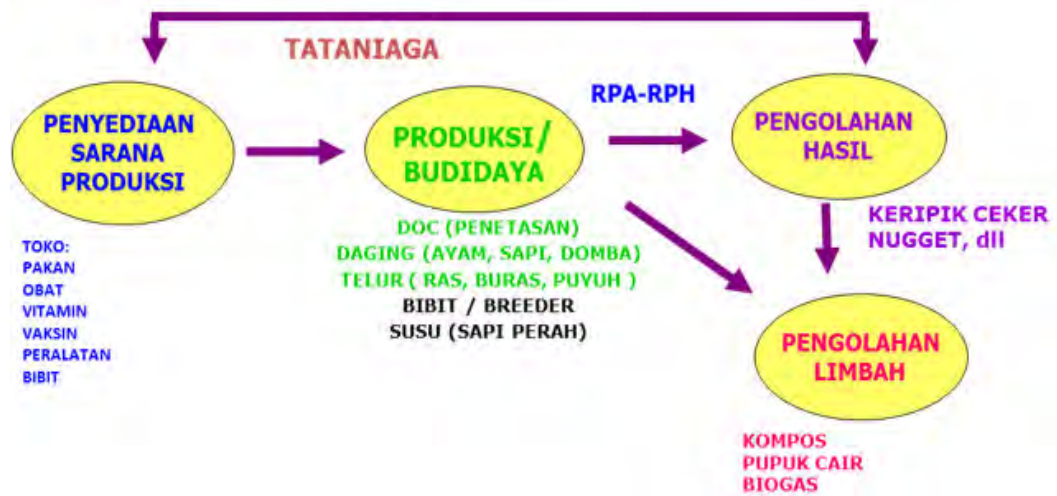 TATANIAGA
PENYEDIAAN
SARANA
PRODUKSI
TOKO:
PAKAN
OBAT
VITAMIN
VAKSIN
PERALATAN
BIBIT
PRODUKSI/
BUDIDAYA
DOC (PENETASAN)
DAGING (AYAM, SAPI, DOMBA)
TELUR ( RAS, BURAS, PUYUH )
BIBIT / BREEDER
SUSU (SAPI PERAH)
RPA-RPH
PENGOLAHAN
HASIL
KERIPIK CEKER
NUGGET, dll
PENGOLAHAN
LIMBAH
KOMPOS
PUPUK CAIR
BIOGAS